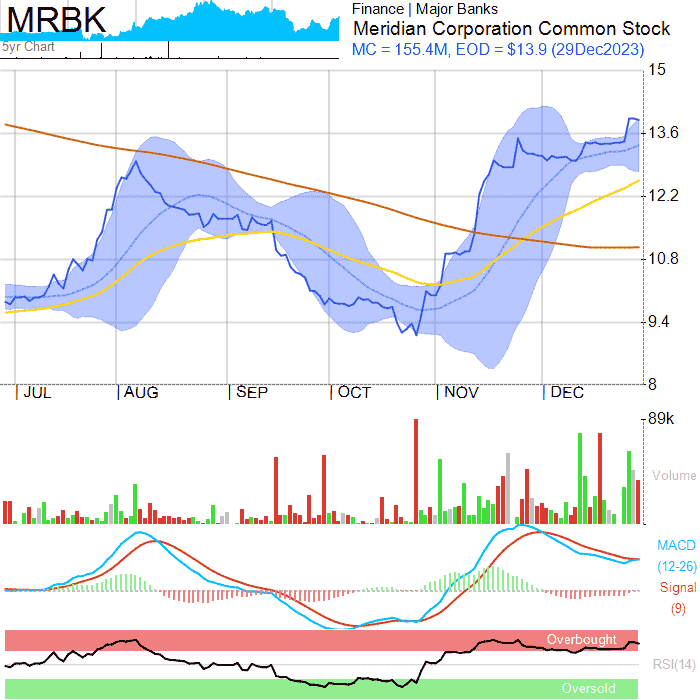 MRBK
5yr Chart
Finance | Major Banks
Meridian Corporation Common Stock
MC = 155.4M, EOD = $13.9 (29Dec2023)
15
13.6
12.2
10.8
9.4
8
JUL AUG SEP OCT NOV DEC
89k
Volume
MACD
(12-26)
Signal
(9)
Overbought
RSI(14)
Oversold